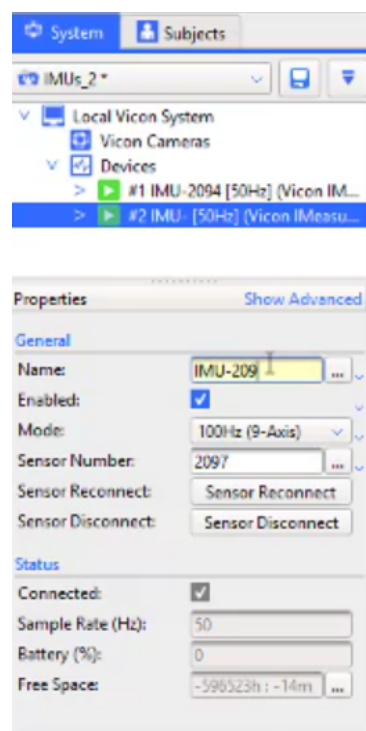 System Subjects
IMUs_2 *
Local Vicon System
Vicon Cameras
Devices
#1 IMU-2094 [50Hz] (Vicon IM...
#2 IMU- [50Hz] (Vicon IMeasu...
Properties Show Advanced
General
Name: IMU-209 ...
Enabled:
Mode: 100Hz (9-Axis)
Sensor Number: 2097 ...
Sensor Reconnect: Sensor Reconnect
Sensor Disconnect: Sensor Disconnect
Status
Connected:
Sample Rate (Hz): 50
Battery (%): 0
Free Space: -596523h : -14m ...